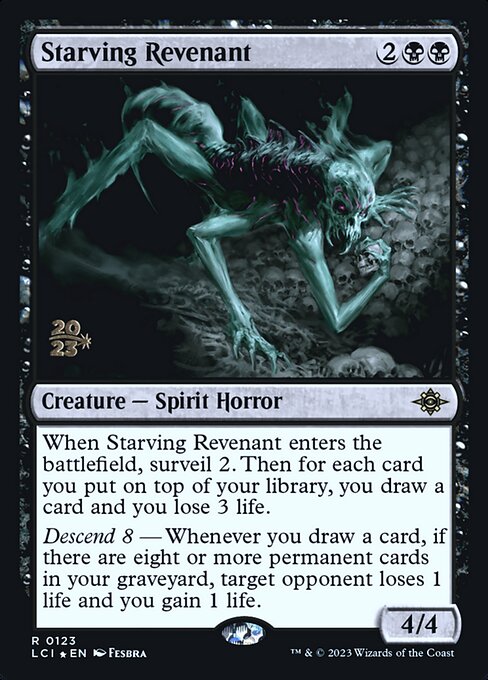 Starving Revenant 2
20
23
Creature — Spirit Horror
When Starving Revenant enters the
battlefield, surveil 2. Then for each card
you put on top of your library, you draw a
card and you lose 3 life.
Descend 8 — Whenever you draw a card, if
there are eight or more permanent cards
in your graveyard, target opponent loses 1
life and you gain 1 life.
4/4
R 0123
LCI ★ EN FESBRA
™ & © 2023 Wizards of the Coast